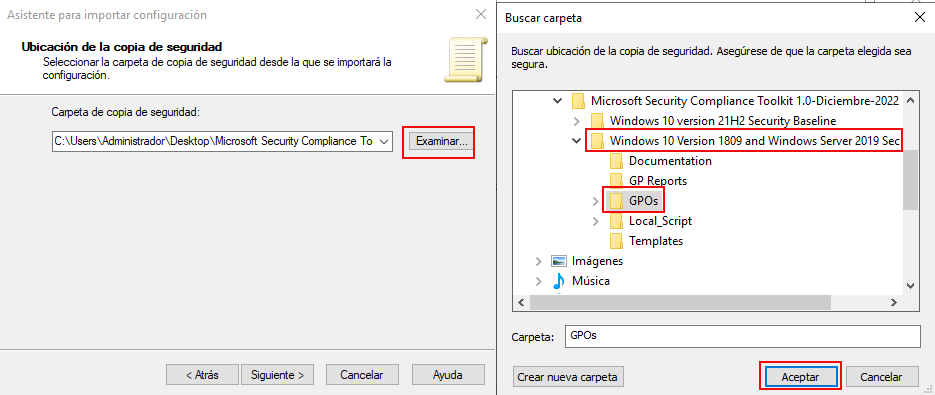 Asistente para importar configuración
Ubicación de la copia de seguridad
Seleccionar la carpeta de copia de seguridad desde la que se importará la
configuración.
Carpeta de copia de seguridad:
C:\Users\Administrador\Desktop\Microsoft Security Compliance To
Examinar...
< Atrás
Siguiente >
Cancelar
Ayuda
Buscar carpeta
Buscar ubicación de la copia de seguridad. Asegúrese de que la carpeta elegida sea
segura.
Microsoft Security Compliance Toolkit 1.0-Diciembre-2022
Windows 10 version 21H2 Security Baseline
Windows 10 Version 1809 and Windows Server 2019 Sec
Documentation
GP Reports
GPOs
Local_Script
Templates
Imágenes
Música
Carpeta:
GPOs
Crear nueva carpeta
Aceptar
Cancelar